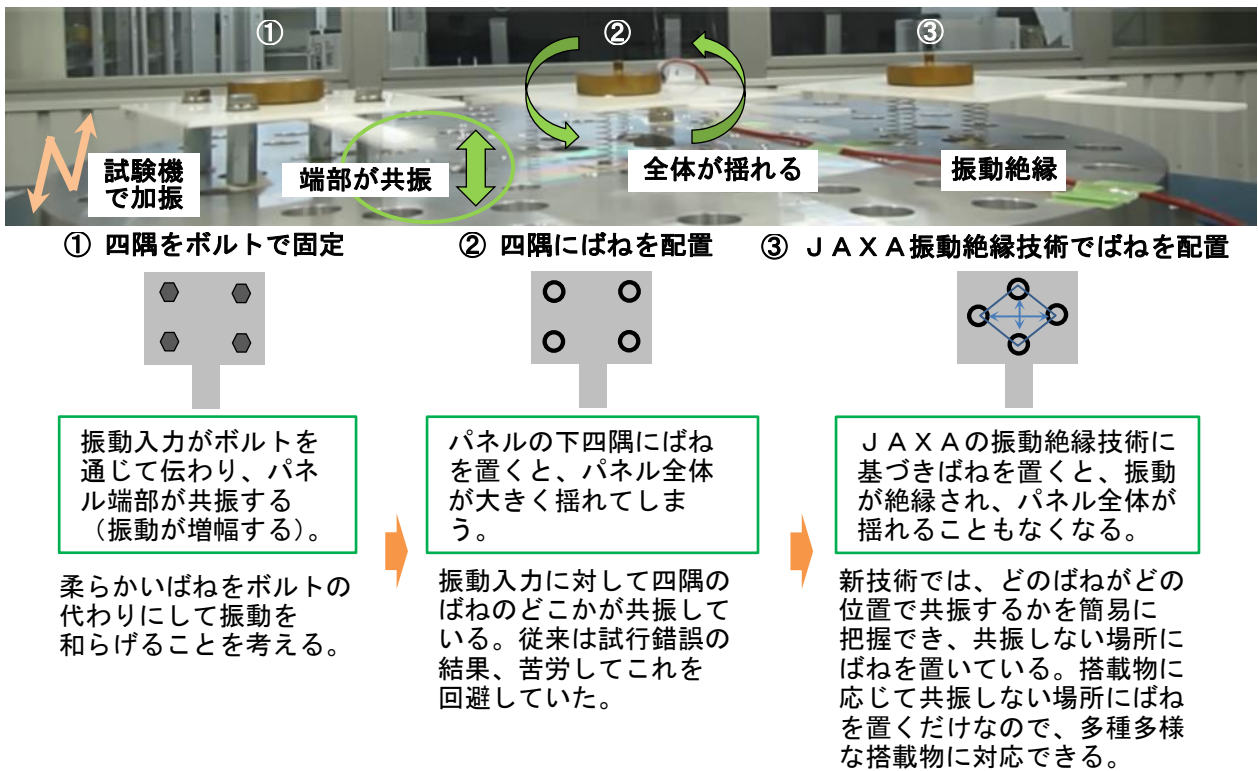 ①
②
③
試験機
で加振
端部が共振
全体が揺れる
振動絶縁
① 四隅をボルトで固定
② 四隅にばねを配置
③ ＪＡＸＡ振動絶縁技術でばねを配置
振動入力がボルトを
通じて伝わり、パネ
ル端部が共振する
（振動が増幅する）。
柔らかいばねをボルトの
代わりにして振動を
和らげることを考える。
パネルの下四隅にばね
を置くと、パネル全体
が大きく揺れてしま
う。
振動入力に対して四隅の
ばねのどこかが共振して
いる。従来は試行錯誤の
結果、苦労してこれを
回避していた。
ＪＡＸＡの振動絶縁技術に
基づきばねを置くと、振動
が絶縁され、パネル全体が
揺れることもなくなる。
新技術では、どのばねがどの
位置で共振するかを簡易に
把握でき、共振しない場所に
ばねを置いている。搭載物に
応じて共振しない場所にばね
を置くだけなので、多種多様
な搭載物に対応できる。